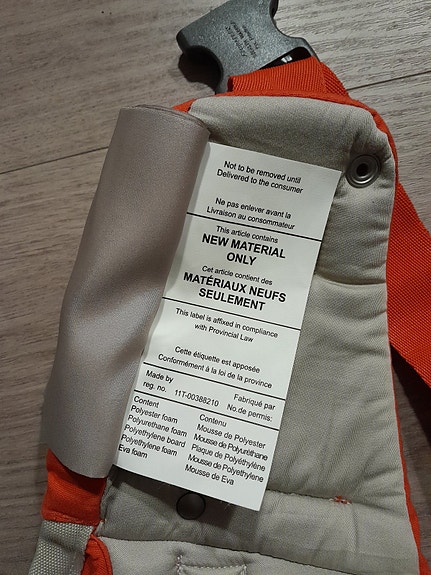 Not to be removed until
Delivered to the consumer
Ne pas enlever avant la
Livraison au consommateur
This article contains
NEW MATERIAL
ONLY
Cet article contient des
MATÉRIAUX NEUFS
SEULEMENT
This label is affixed in compliance
with Provincial Law
Cette étiquette est apposée
Conformément à la loi de la province
Made by Fabriqué par
reg. no. 11T-00388210 No.de permis:
Content Contenu
Polyester foam Mousse de Polyester
Polyurethane foam Mousse de Polyuréthane
Polyethylene board Plaque de Polyéthylène
Polyethylene foam Mousse de Polyethylene
Eva foam Mousse de Eva